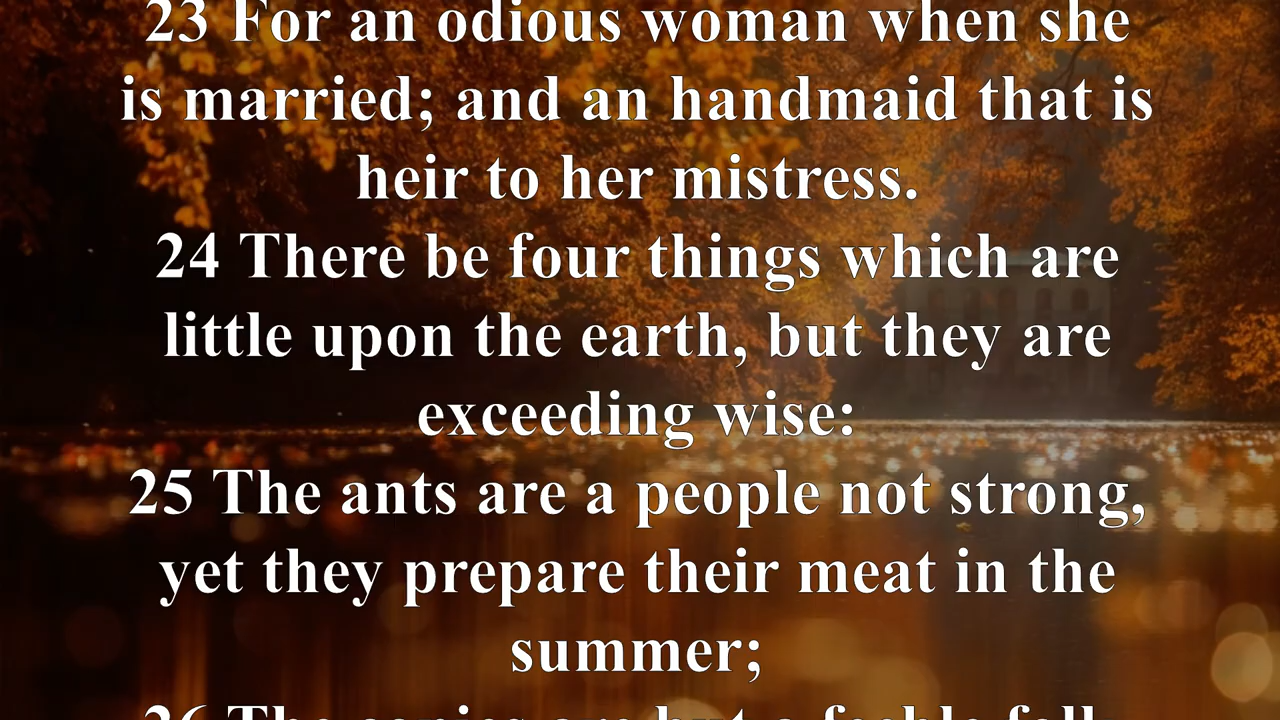 23 For an odious woman when she
is married; and an handmaid that is
heir to her mistress.
24 There be four things which are
little upon the earth, but they are
exceeding wise:
25 The ants are a people not strong,
yet they prepare their meat in the
summer;
26 The conies are but a feeble folk,